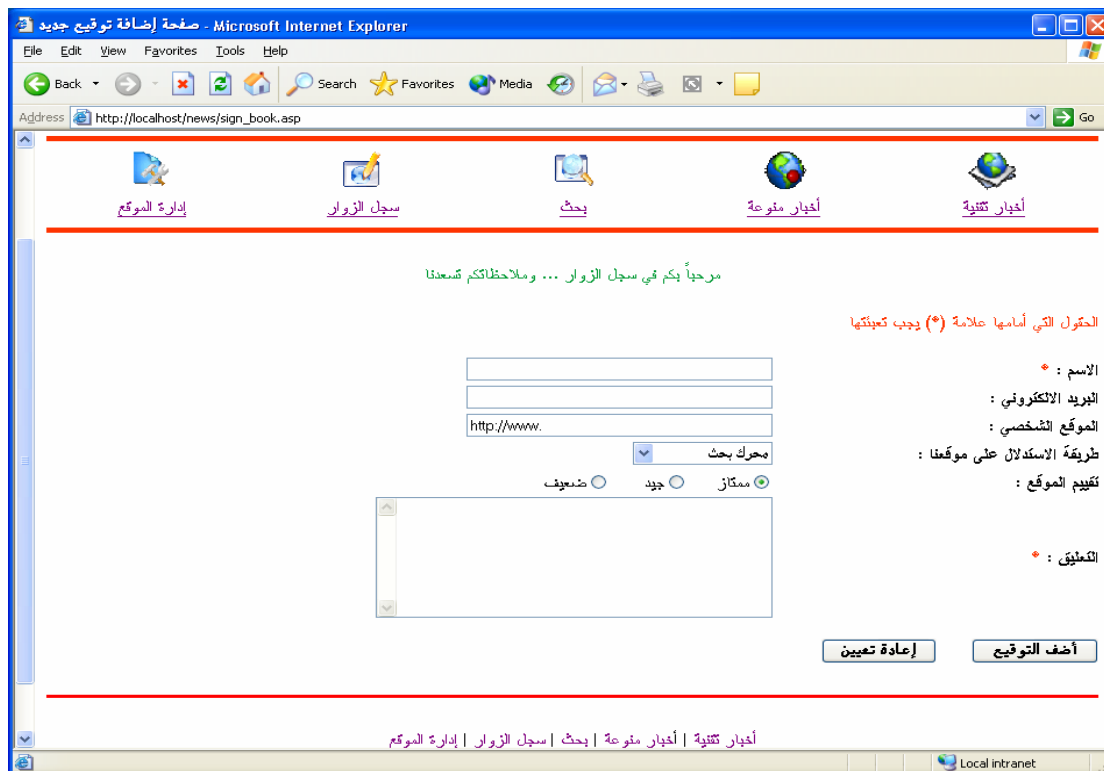 صفحة إضافة توقيع جديد - Microsoft Internet Explorer
File Edit View Favorites Tools Help
Back Search Favorites Media
Address http://localhost/news/sign_book.asp Go
أخبار تقنية أخبار منوعة بحث سجل الزوار إدارة الموقع
مرحباً بكم في سجل الزوار ... وملاحظاتكم تسعدنا
الحقول التي أمامها علامة (*) يجب تعبئتها
الاسم : *
البريد الالكتروني :
الموقع الشخصي : http://www.
طريقة الاستدلال على موقعنا : محرك بحث
تقييم الموقع : ممتاز جيد ضعيف
التعليق : *
أضف التوقيع إعادة تعيين
أخبار تقنية | أخبار منوعة | بحث | سجل الزوار | إدارة الموقع
Local intranet